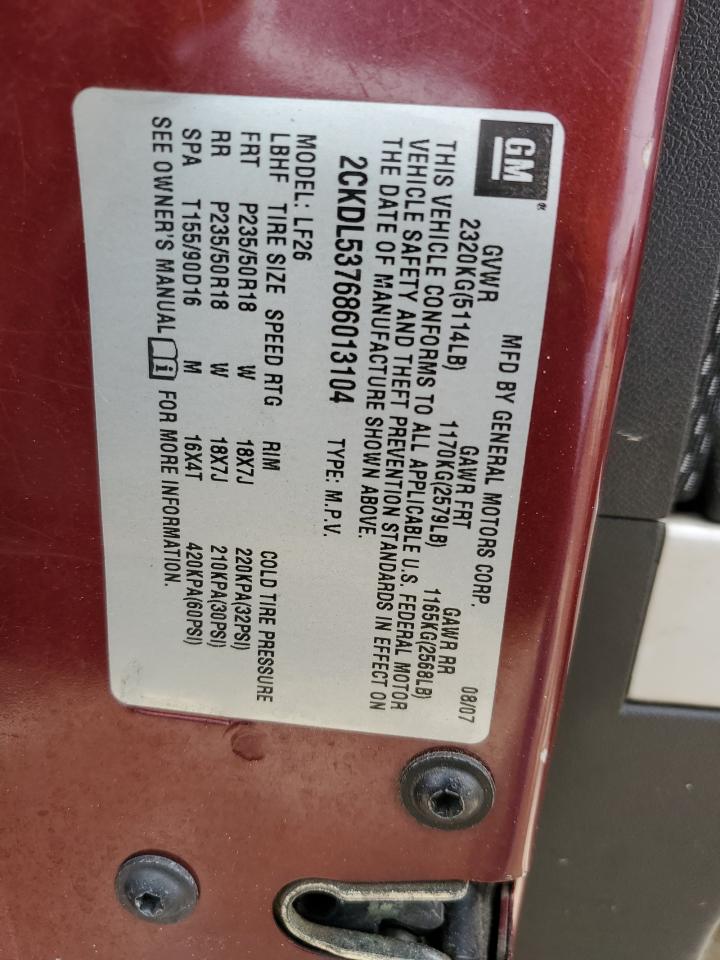 GM
MFD BY GENERAL MOTORS CORP. 08/07
GVWR GAWR FRT GAWR RR
2320KG(5114LB) 1170KG(2579LB) 1165KG(2568LB)
THIS VEHICLE CONFORMS TO ALL APPLICABLE U.S. FEDERAL MOTOR
VEHICLE SAFETY AND THEFT PREVENTION STANDARDS IN EFFECT ON
THE DATE OF MANUFACTURE SHOWN ABOVE.
2CKDL537686013104 TYPE: M.P.V.
MODEL: LF26
LBHF TIRE SIZE SPEED RTG RIM COLD TIRE PRESSURE
FRT P235/50R18 W 18X7J 220KPA(32PSI)
RR P235/50R18 W 18X7J 210KPA(30PSI)
SPA T155/90D16 M 16X4T 420KPA(60PSI)
SEE OWNER'S MANUAL i FOR MORE INFORMATION.